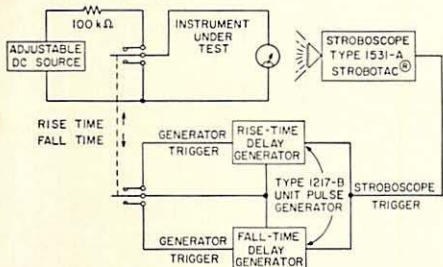 100 kΩ
ADJUSTABLE
DC SOURCE
INSTRUMENT
UNDER
TEST
STROBOSCOPE
TYPE 1531-A
STROBOTAC®
RISE TIME
FALL TIME
GENERATOR
TRIGGER
RISE-TIME
DELAY
GENERATOR
TYPE 1217-B
UNIT PULSE
GENERATOR
STROBOSCOPE
TRIGGER
GENERATOR
TRIGGER
FALL-TIME
DELAY
GENERATOR